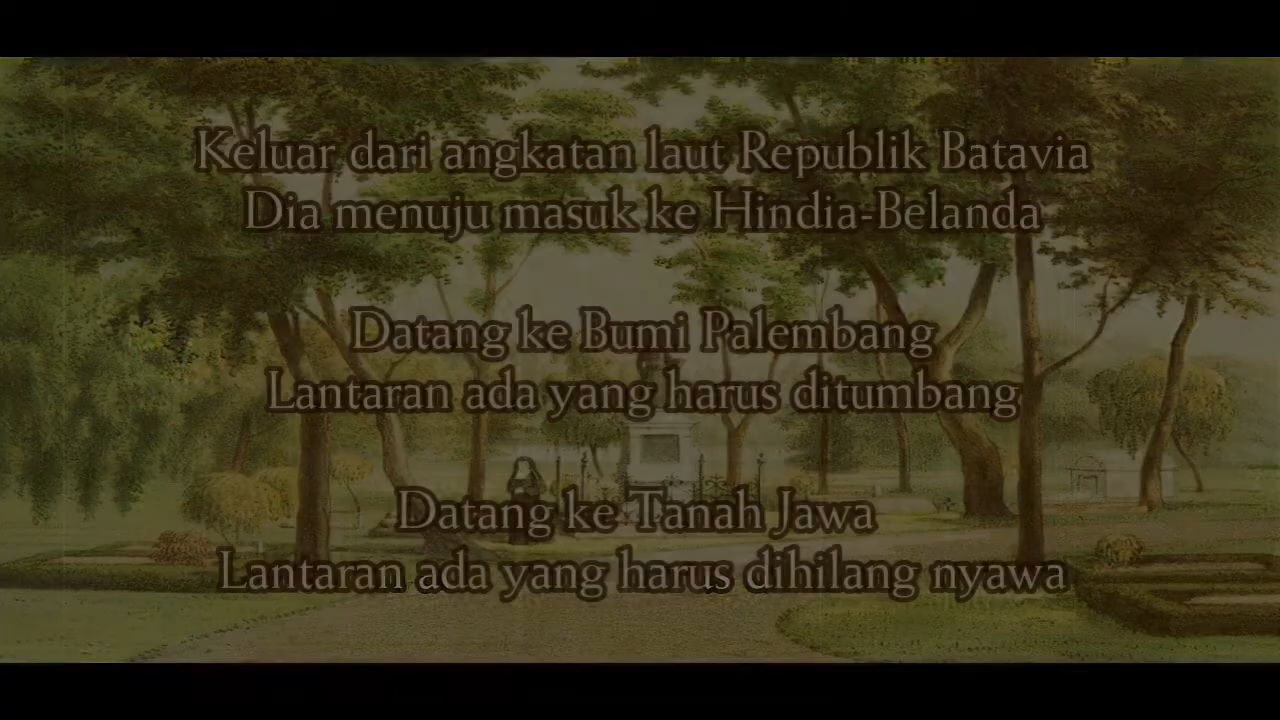 Keluar dari angkatan laut Republik Batavia
Dia menuju masuk ke Hindia-Belanda
Datang ke Bumi Palembang
Lantaran ada yang harus ditumbang
Datang ke Tanah Jawa
Lantaran ada yang harus dihilang nyawa